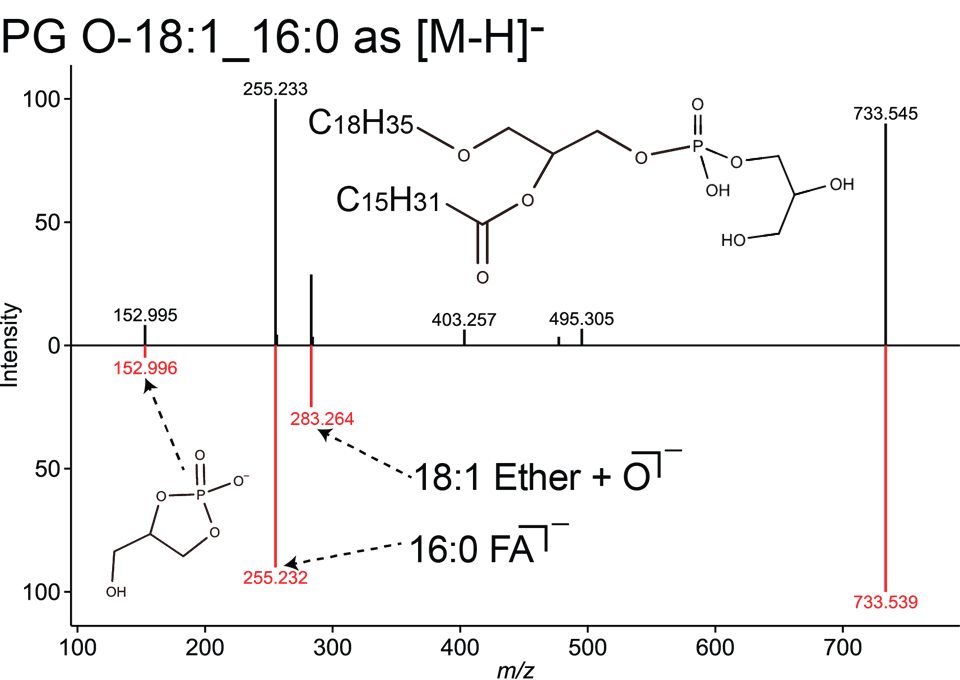 PG O-18:1_16:0 as [M-H]-
100
255.233
733.545
C18H35
O
O
O
P
O
OH
OH
C15H31
O
HO
O
50
152.995
403.257
495.305
Intensity
0
152.996
283.264
50
18:1 Ether + O –
O
O
P
O-
O
OH
16:0 FA –
255.232
733.539
100
100
200
300
400
500
600
700
m/z